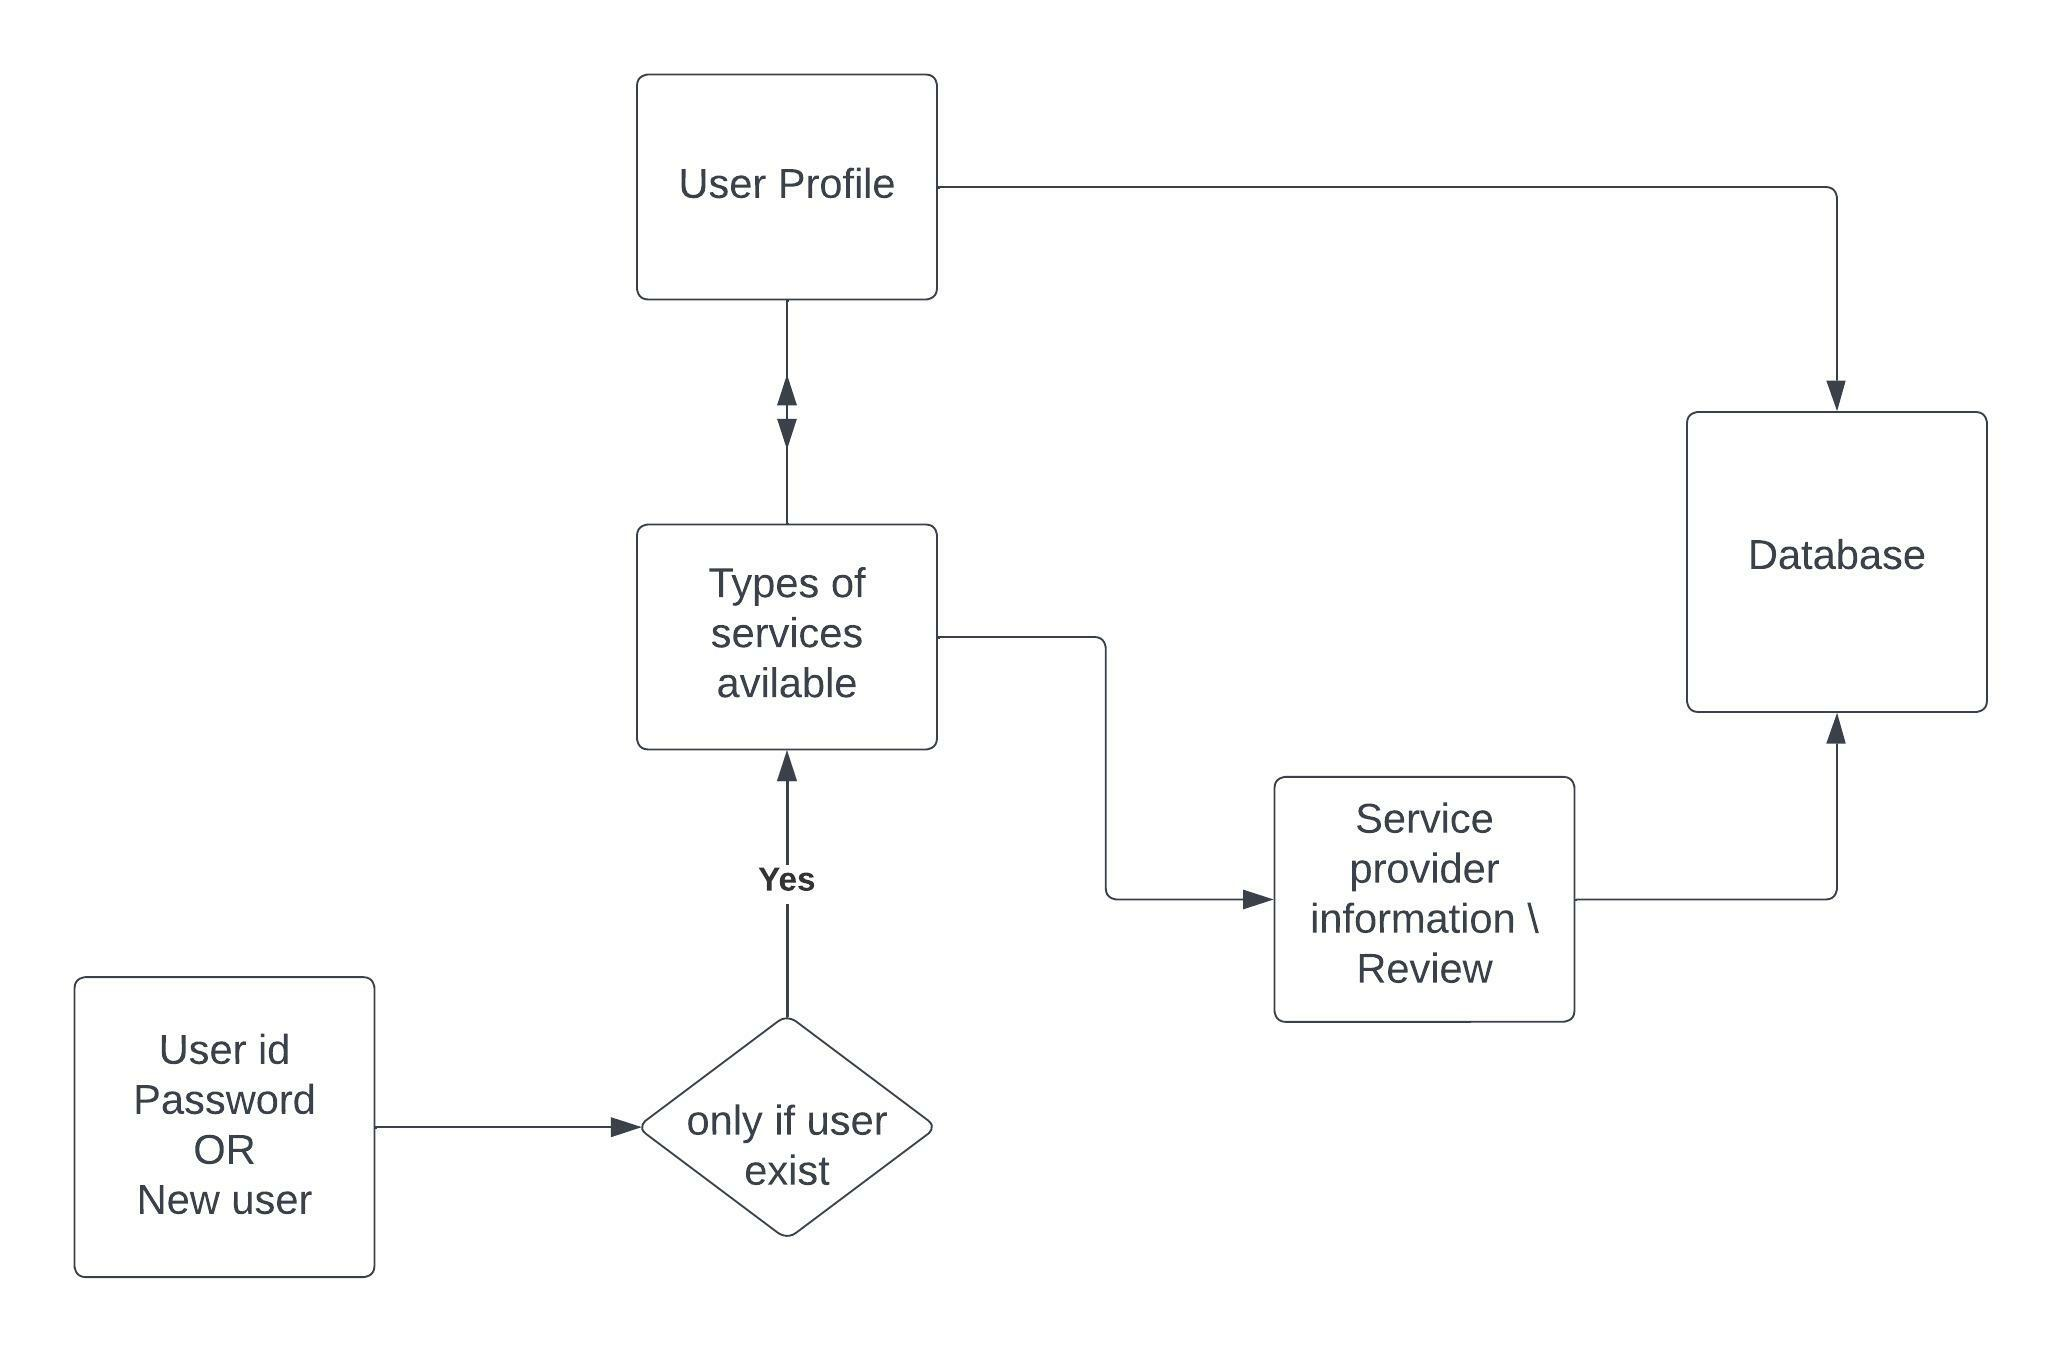 User Profile
Types of
services
avilable
Database
Service
provider
information \
Review
Yes
User id
Password
OR
New user
only if user
exist